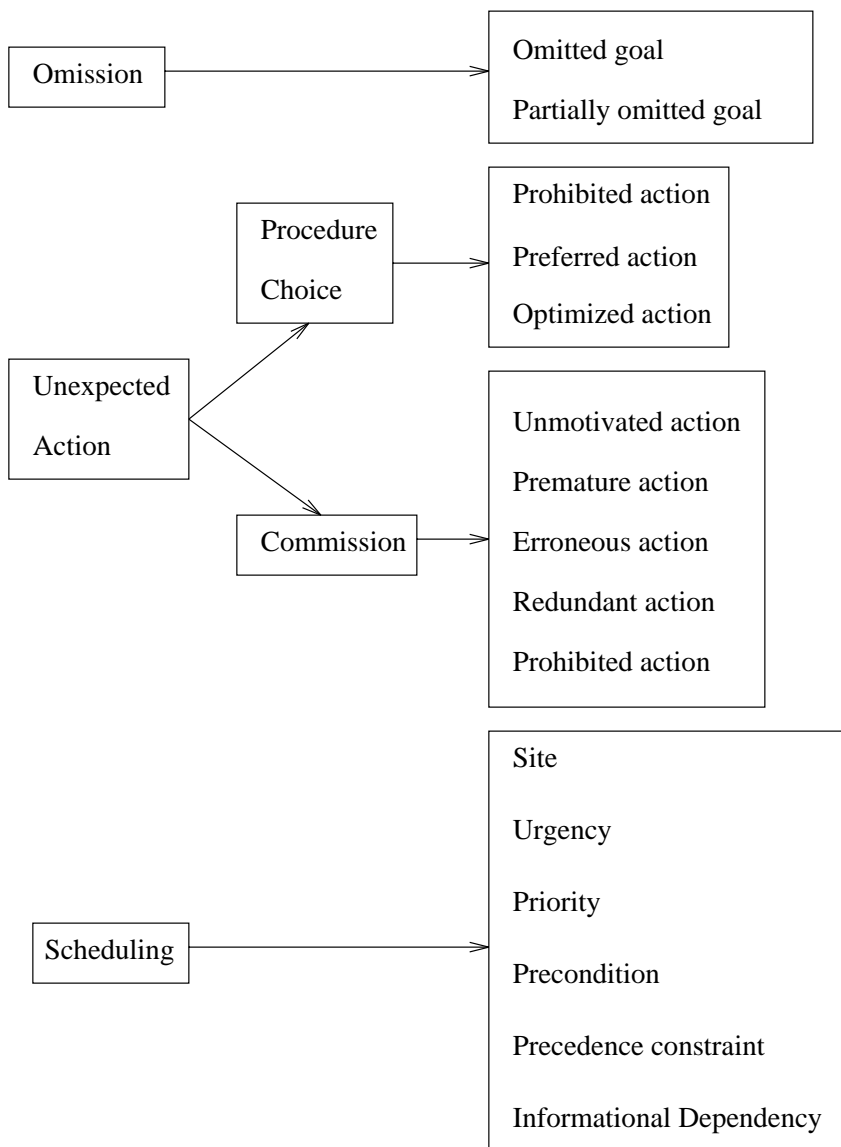 Omission
Omitted goal
Partially omitted goal
Procedure
Choice
Prohibited action
Preferred action
Optimized action
Unexpected
Action
Commission
Unmotivated action
Premature action
Erroneous action
Redundant action
Prohibited action
Scheduling
Site
Urgency
Priority
Precondition
Precedence constraint
Informational Dependency